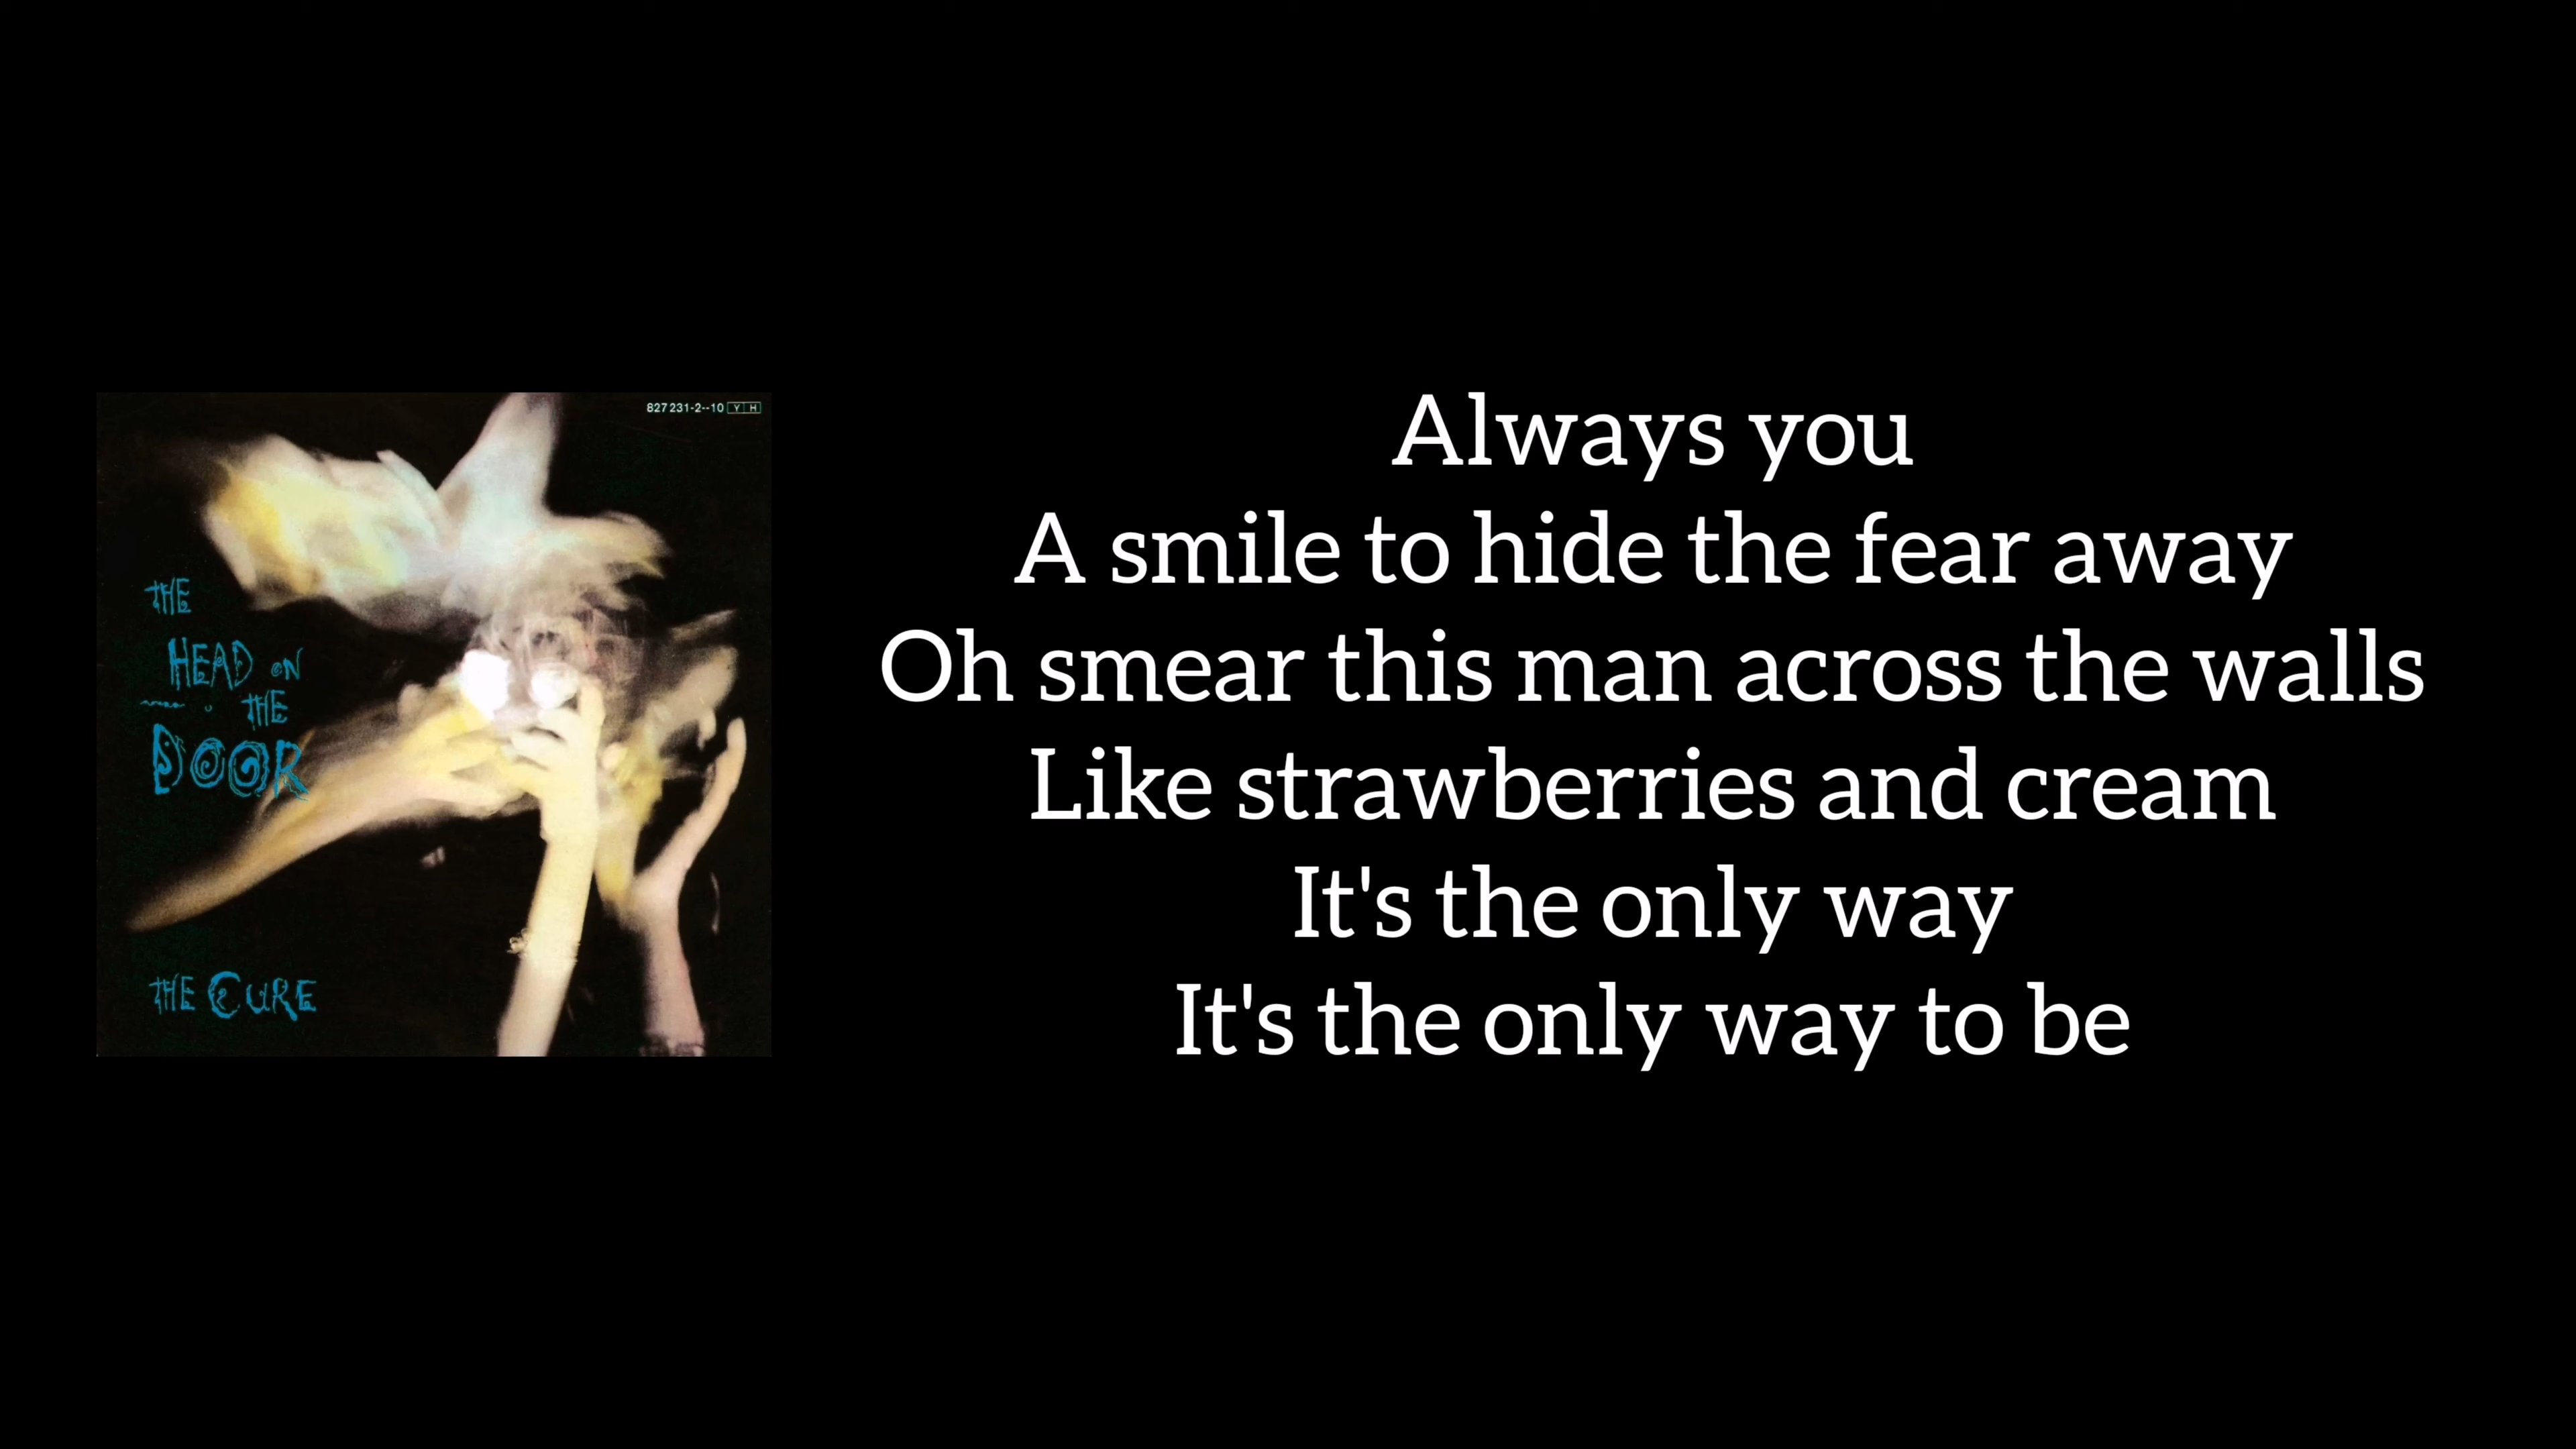 827 231-2--10 Y H
THE
HEAD ON
THE
DOOR
THE CURE
Always you
A smile to hide the fear away
Oh smear this man across the walls
Like strawberries and cream
It's the only way
It's the only way to be